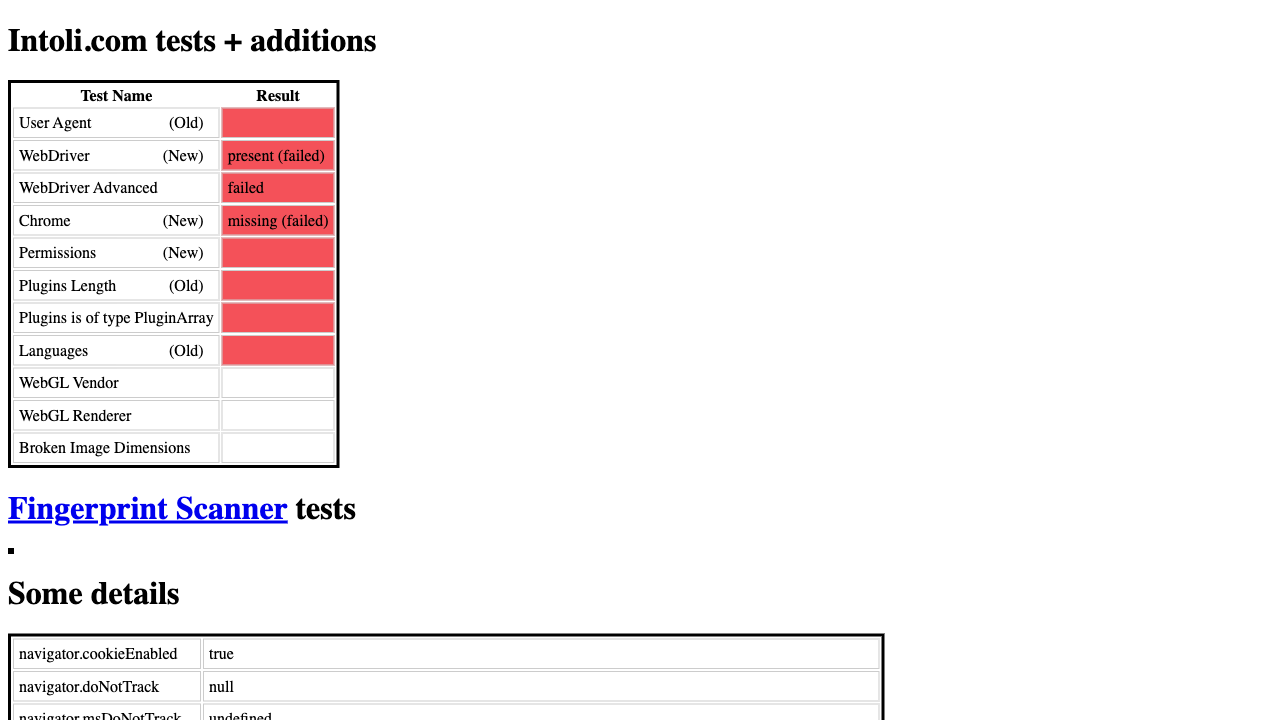 Intoli.com tests + additions
Test Name Result
User Agent (Old)
WebDriver (New) present (failed)
WebDriver Advanced failed
Chrome (New) missing (failed)
Permissions (New)
Plugins Length (Old)
Plugins is of type PluginArray
Languages (Old)
WebGL Vendor
WebGL Renderer
Broken Image Dimensions
Fingerprint Scanner tests
Some details
navigator.cookieEnabled true
navigator.doNotTrack null
navigator.msDoNotTrack undefined